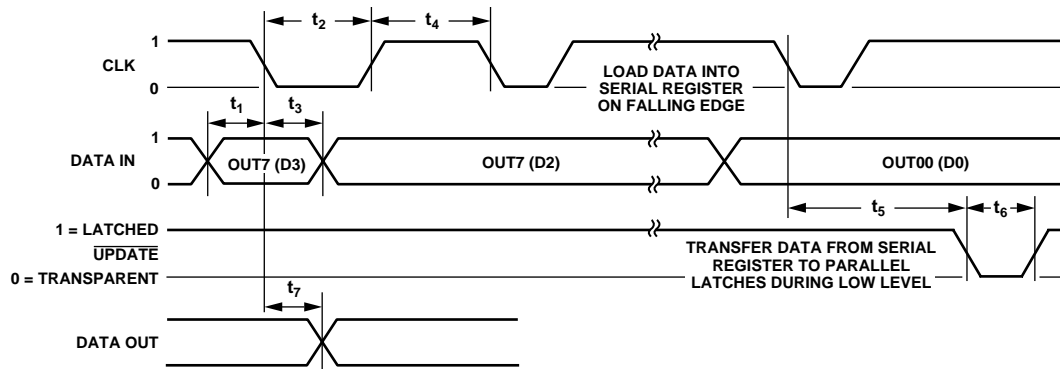 t2
t4
1
CLK
0
LOAD DATA INTO
SERIAL REGISTER
ON FALLING EDGE
t1
t3
1
DATA IN
0
OUT7 (D3)
OUT7 (D2)
OUT00 (D0)
t5
t6
1 = LATCHED
UPDATE
0 = TRANSPARENT
TRANSFER DATA FROM SERIAL
REGISTER TO PARALLEL
LATCHES DURING LOW LEVEL
t7
DATA OUT